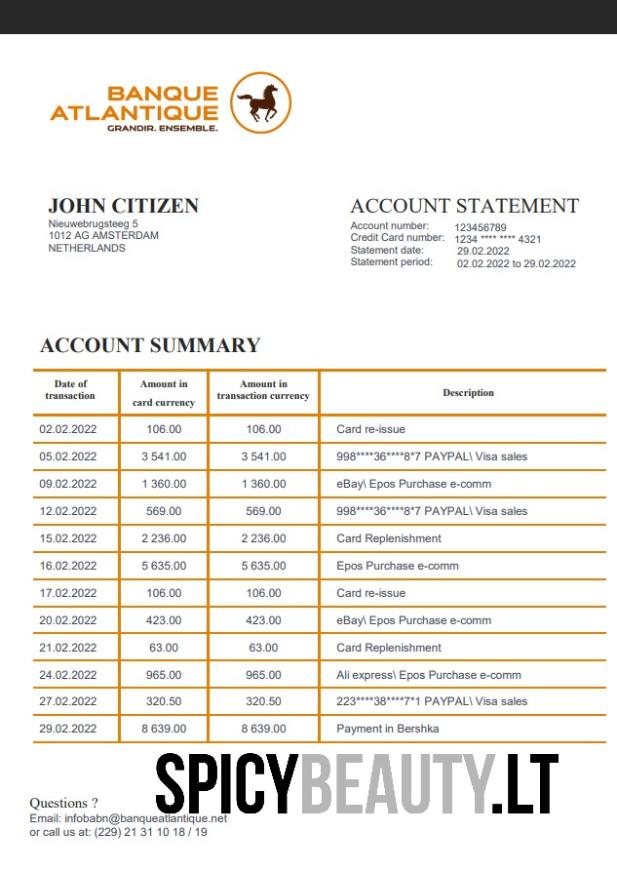 BANQUE
ATLANTIQUE
GRANDIR. ENSEMBLE.
JOHN CITIZEN
Nieuwebrugsteeg 5
1012 AG AMSTERDAM
NETHERLANDS
ACCOUNT STATEMENT
Account number: 123456789
Credit Card number: 1234 **** **** 4321
Statement date: 29.02.2022
Statement period: 02.02.2022 to 29.02.2022
ACCOUNT SUMMARY
Date of transaction Amount in card currency Amount in transaction currency Description
02.02.2022 106.00 106.00 Card re-issue
05.02.2022 3 541.00 3 541.00 998****36****8*7 PAYPAL\ Visa sales
09.02.2022 1 360.00 1 360.00 eBay\ Epos Purchase e-comm
12.02.2022 569.00 569.00 998****36****8*7 PAYPAL\ Visa sales
15.02.2022 2 236.00 2 236.00 Card Replenishment
16.02.2022 5 635.00 5 635.00 Epos Purchase e-comm
17.02.2022 106.00 106.00 Card re-issue
20.02.2022 423.00 423.00 eBay\ Epos Purchase e-comm
21.02.2022 63.00 63.00 Card Replenishment
24.02.2022 965.00 965.00 Ali express\ Epos Purchase e-comm
27.02.2022 320.50 320.50 223****38****7*1 PAYPAL\ Visa sales
29.02.2022 8 639.00 8 639.00 Payment in Bershka
SPICYBEAUTY.LT
Questions ?
Email: infobabn@banqueatlantique.net
or call us at: (229) 21 31 10 18 / 19